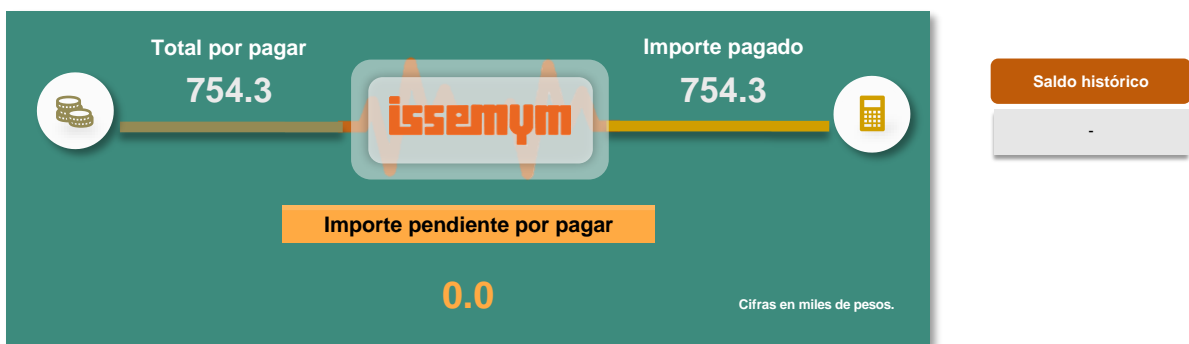 Total por pagar
754.3
Importe pagado
754.3
issemym
Importe pendiente por pagar
0.0
Cifras en miles de pesos.
Saldo histórico
-